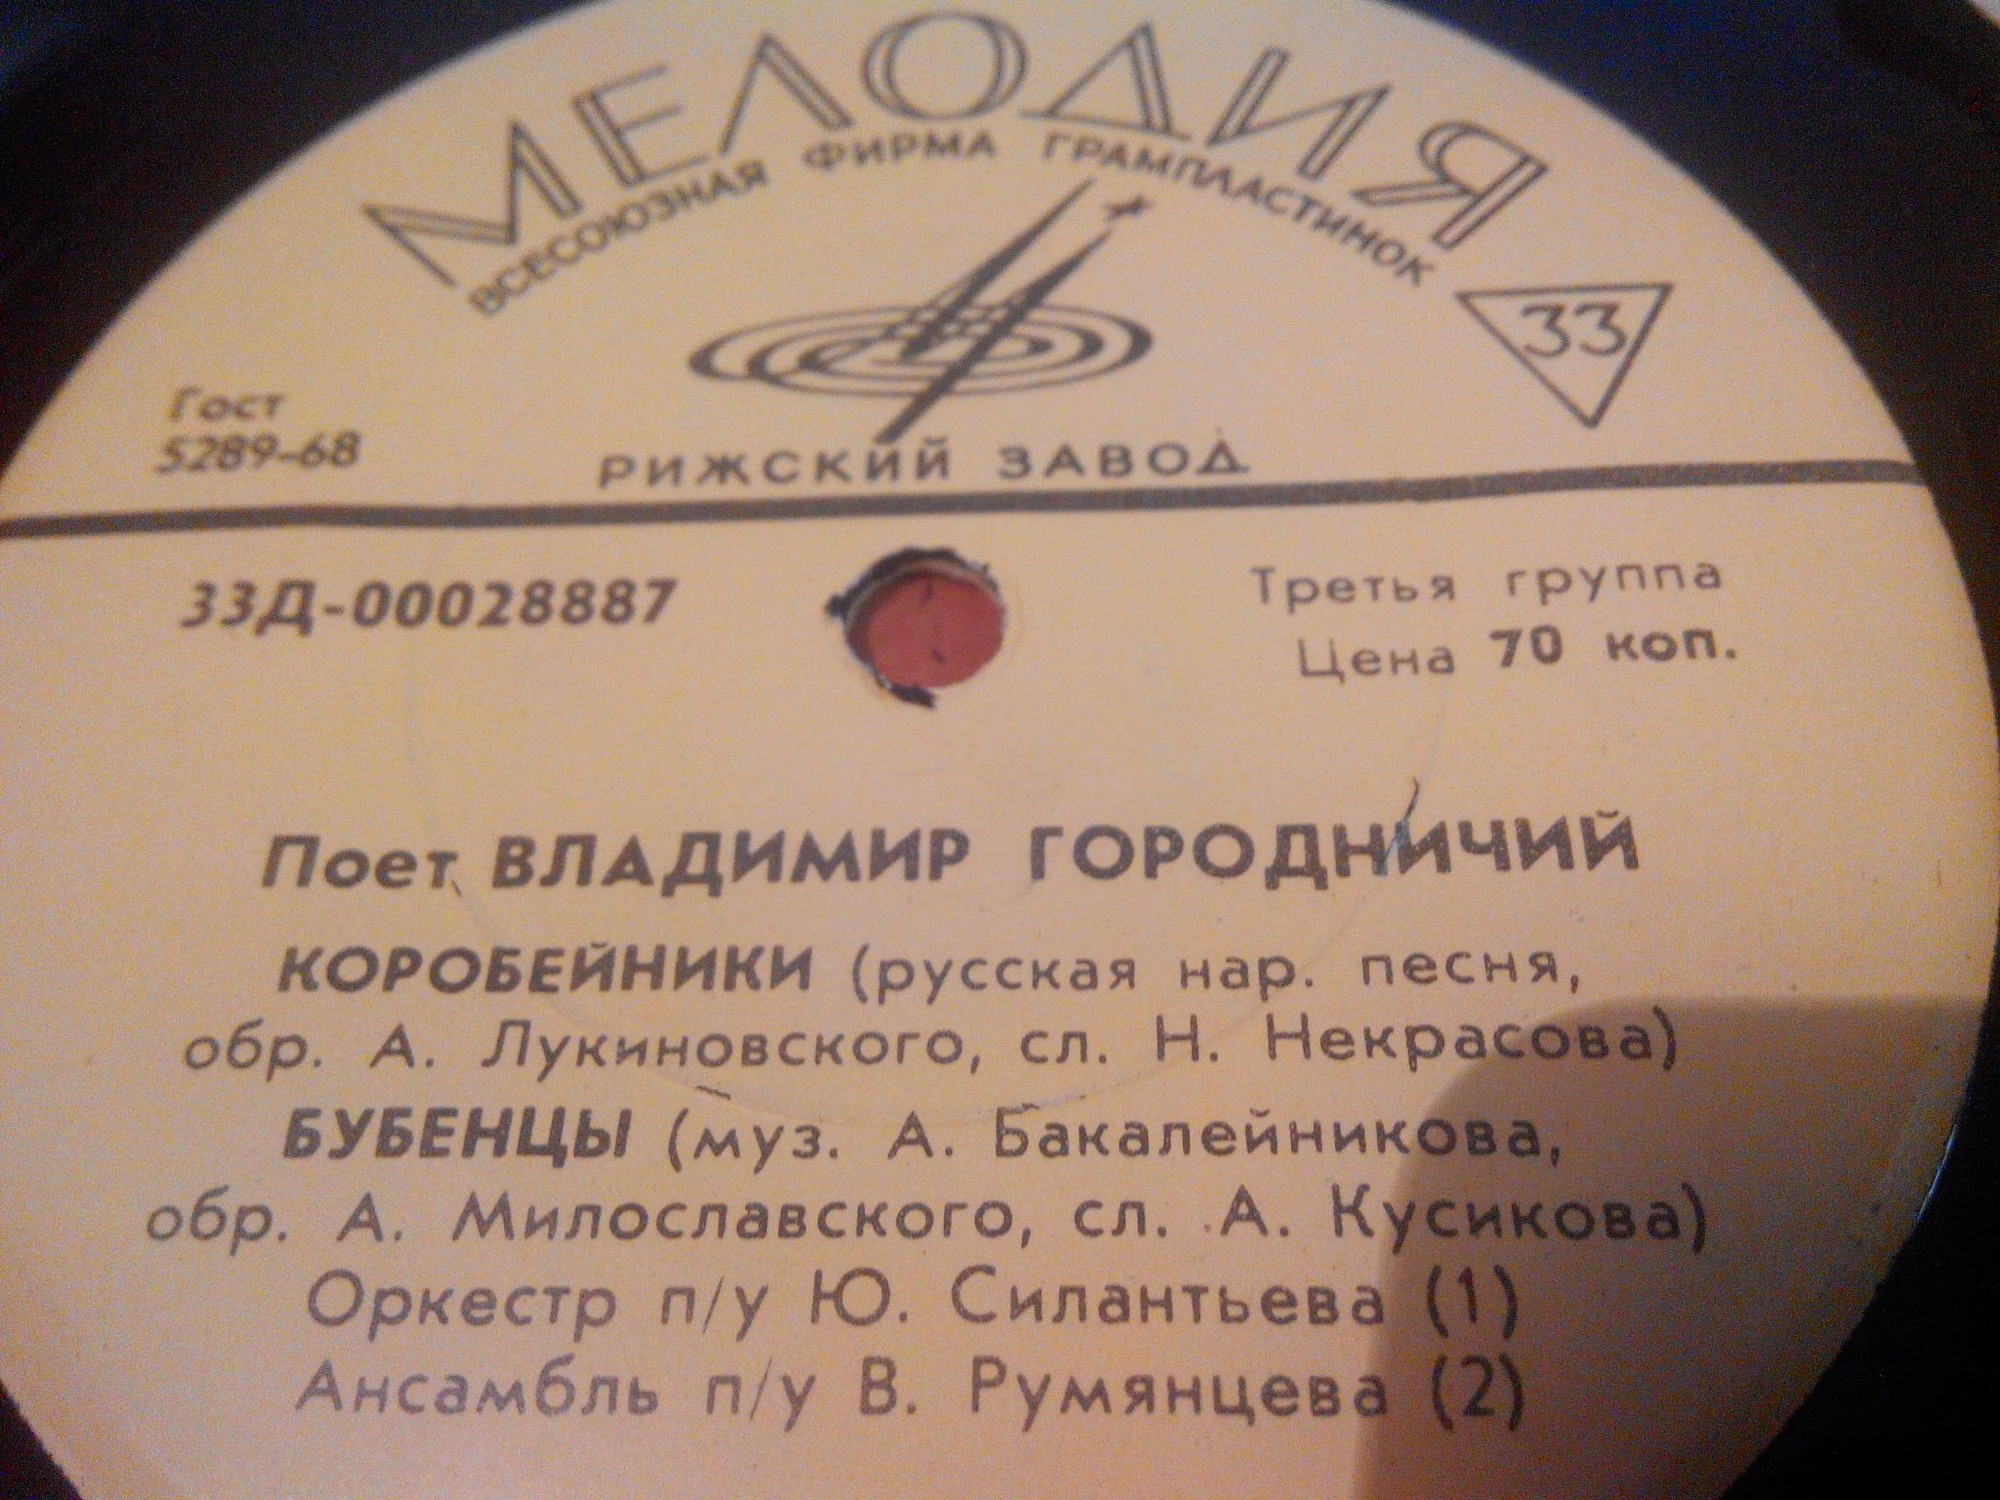 МЕЛОДИЯ
ВСЕСОЮЗНАЯ ФИРМА ГРАМПЛАСТИНОК
33
Гост
5289-68
РИЖСКИЙ ЗАВОД
33Д-00028887
Третья группа
Цена 70 коп.
Поет ВЛАДИМИР ГОРОДНИЧИЙ
КОРОБЕЙНИКИ (русская нар. песня,
обр. А. Лукиновского, сл. Н. Некрасова)
БУБЕНЦЫ (муз. А. Бакалейникова,
обр. А. Милославского, сл. А. Кусикова)
Оркестр п/у Ю. Силантьева (1)
Ансамбль п/у В. Румянцева (2)